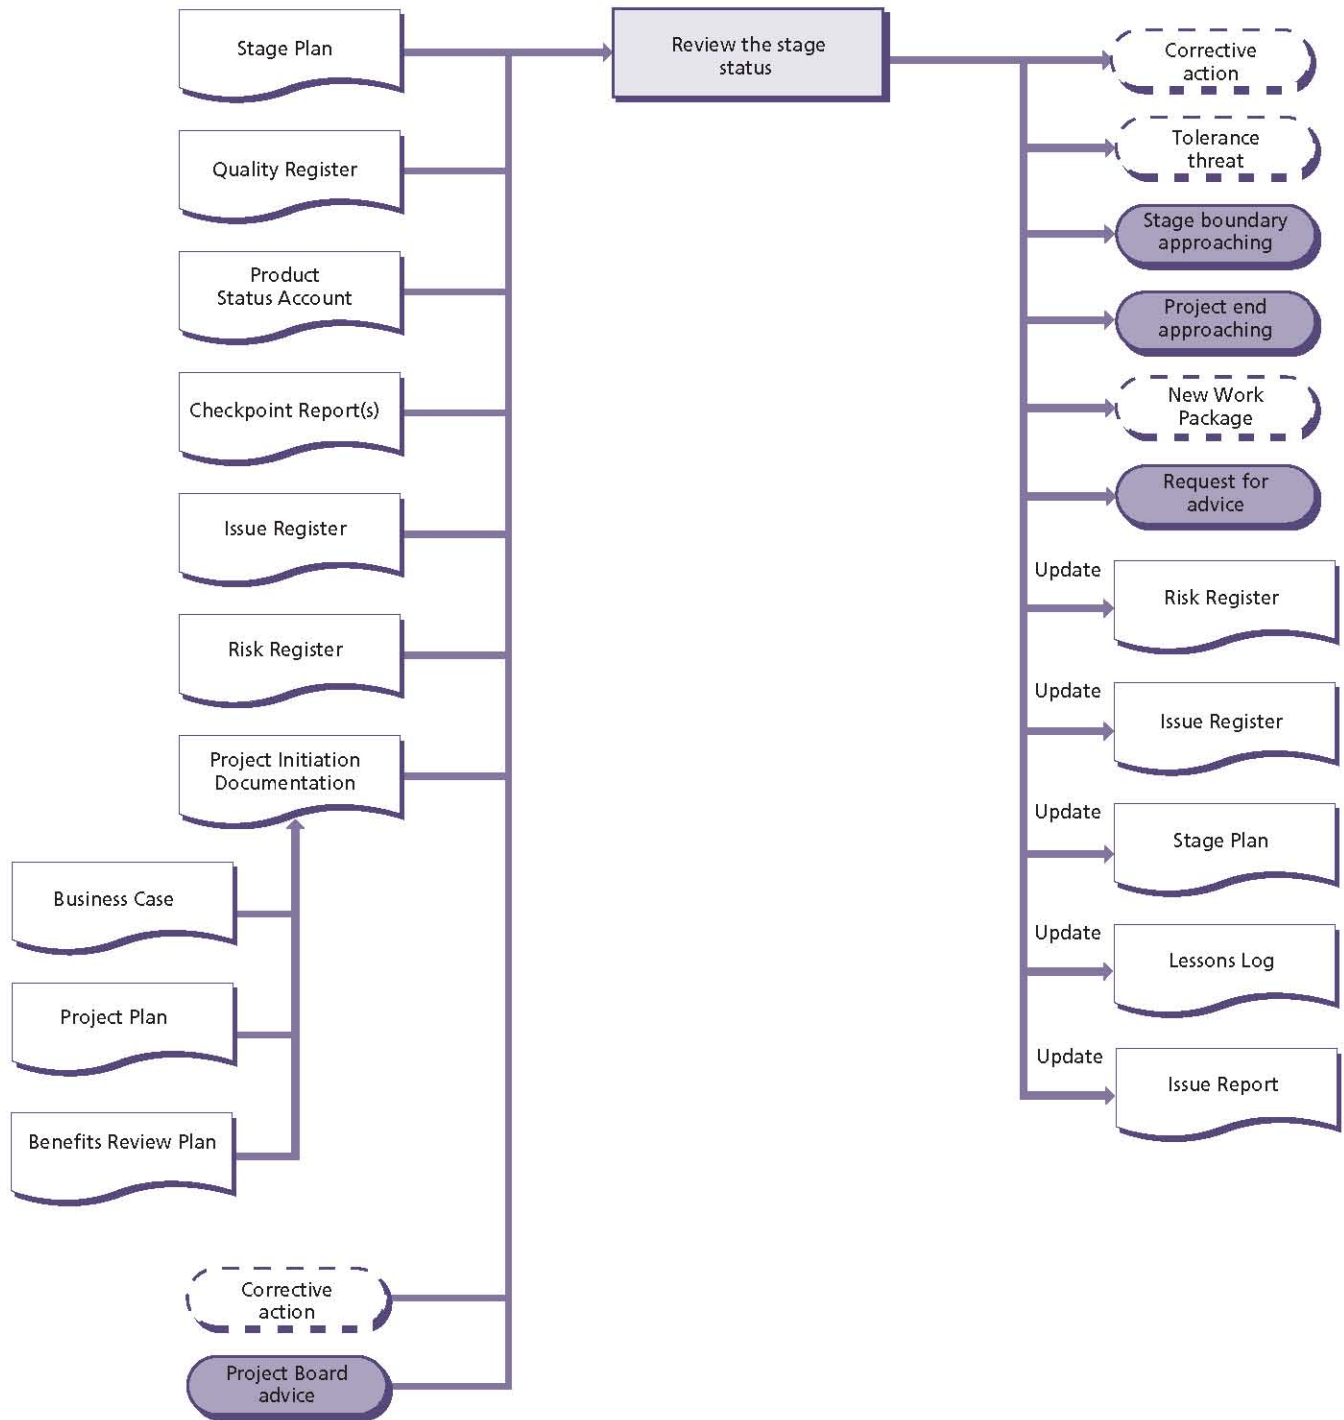 Stage Plan
Quality Register
Product
Status Account
Checkpoint Report(s)
Issue Register
Risk Register
Project Initiation
Documentation
Business Case
Project Plan
Benefits Review Plan
Corrective
action
Project Board
advice
Review the stage
status
Corrective
action
Tolerance
threat
Stage boundary
approaching
Project end
approaching
New Work
Package
Request for
advice
Update
Risk Register
Update
Issue Register
Update
Stage Plan
Update
Lessons Log
Update
Issue Report